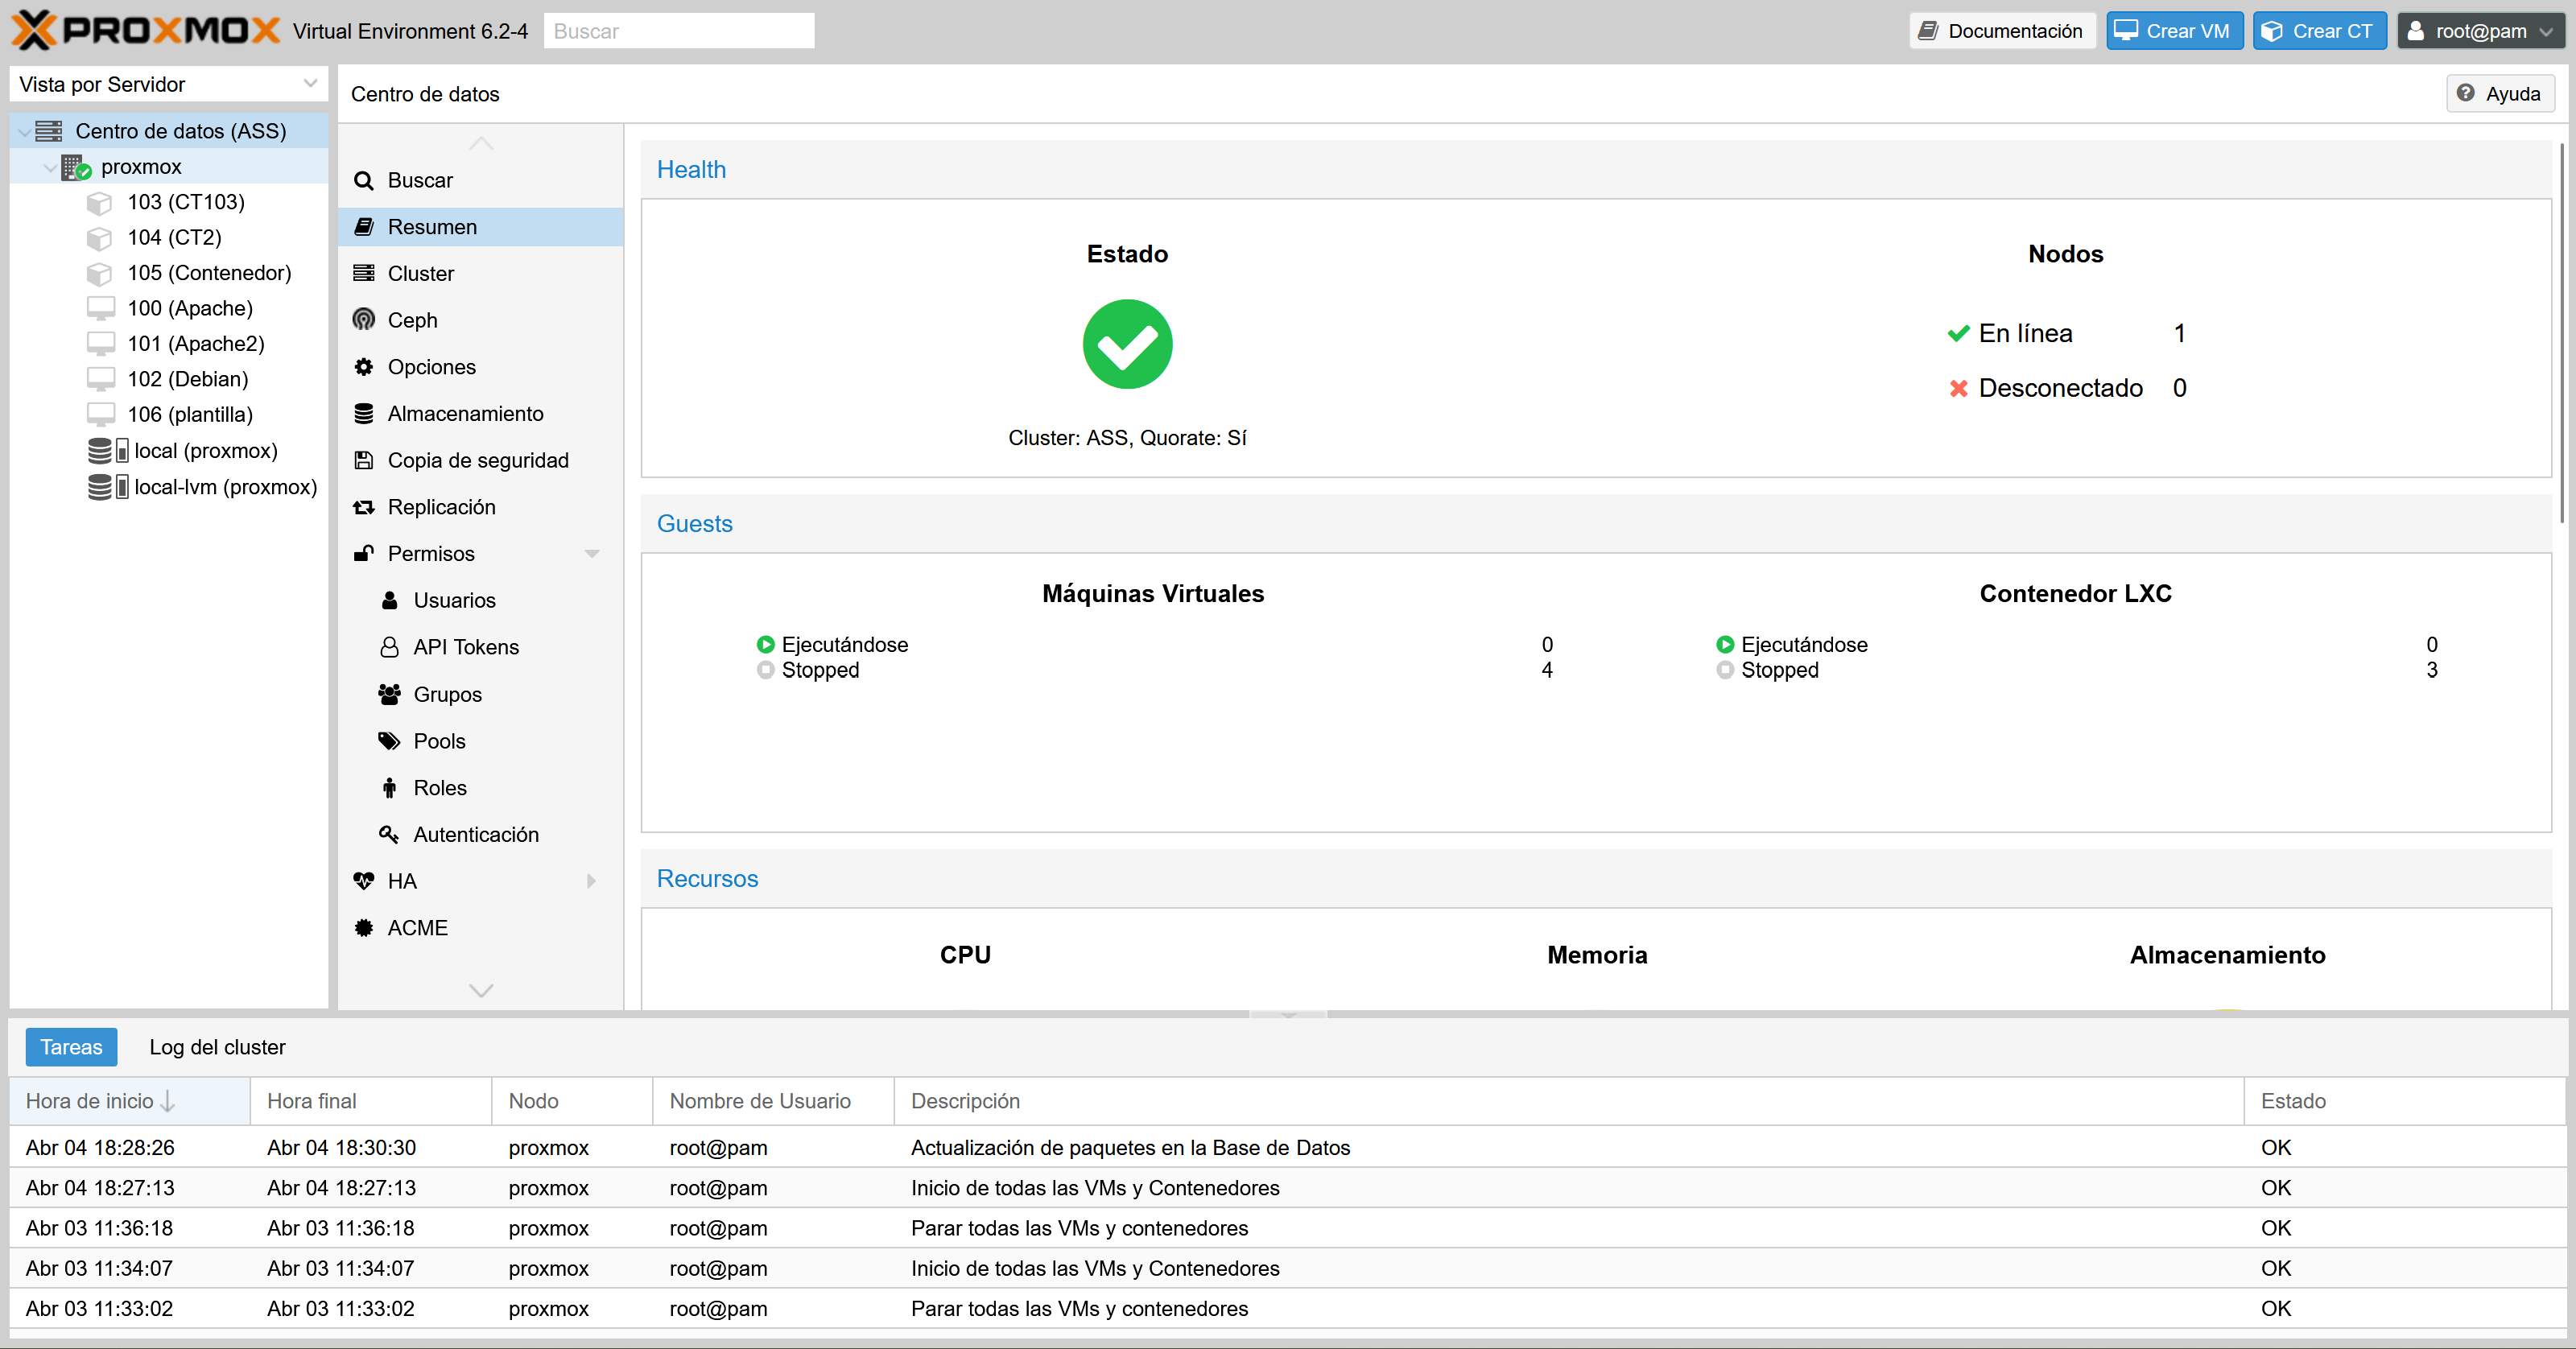 PROXMOX Virtual Environment 6.2-4 Buscar Documentación Crear VM Crear CT root@pam
Vista por Servidor
Centro de datos (ASS)
proxmox
103 (CT103)
104 (CT2)
105 (Contenedor)
100 (Apache)
101 (Apache2)
102 (Debian)
106 (plantilla)
local (proxmox)
local-lvm (proxmox)
Centro de datos
Ayuda
Buscar
Resumen
Cluster
Ceph
Opciones
Almacenamiento
Copia de seguridad
Replicación
Permisos
Usuarios
API Tokens
Grupos
Pools
Roles
Autenticación
HA
ACME
Health
Estado
Cluster: ASS, Quorate: Sí
Nodos
En línea 1
Desconectado 0
Guests
Máquinas Virtuales
Ejecutándose 0
Stopped 4
Contenedor LXC
Ejecutándose 0
Stopped 3
Recursos
CPU Memoria Almacenamiento
Tareas Log del cluster
Hora de inicio Hora final Nodo Nombre de Usuario Descripción Estado
Abr 04 18:28:26 Abr 04 18:30:30 proxmox root@pam Actualización de paquetes en la Base de Datos OK
Abr 04 18:27:13 Abr 04 18:27:13 proxmox root@pam Inicio de todas las VMs y Contenedores OK
Abr 03 11:36:18 Abr 03 11:36:18 proxmox root@pam Parar todas las VMs y contenedores OK
Abr 03 11:34:07 Abr 03 11:34:07 proxmox root@pam Inicio de todas las VMs y Contenedores OK
Abr 03 11:33:02 Abr 03 11:33:02 proxmox root@pam Parar todas las VMs y contenedores OK